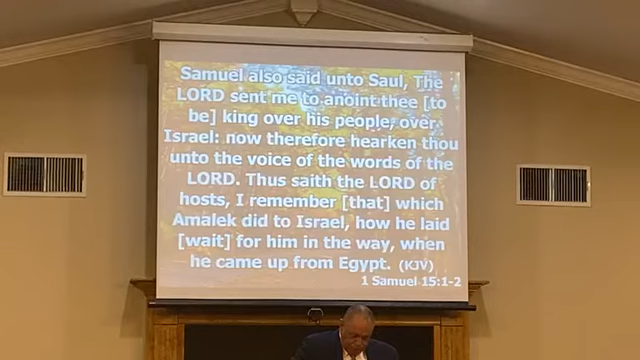 Samuel also said unto Saul, The
LORD sent me to anoint thee [to
be] king over his people, over
Israel: now therefore hearken thou
unto the voice of the words of the
LORD. Thus saith the LORD of
hosts, I remember [that] which
Amalek did to Israel, how he laid
[wait] for him in the way, when
he came up from Egypt. (KJV)
1 Samuel 15:1-2